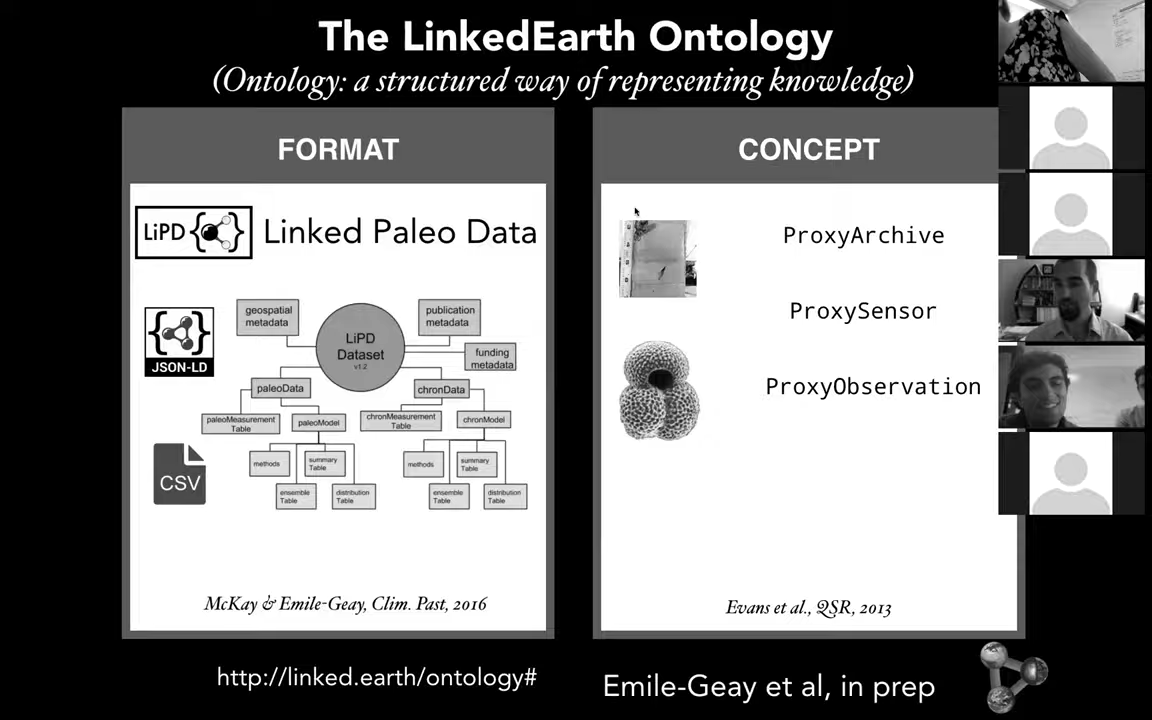 The LinkedEarth Ontology
(Ontology: a structured way of representing knowledge)
FORMAT
LiPD
Linked Paleo Data
JSON-LD
CSV
geospatial
metadata
publication
metadata
LiPD
Dataset
v1.2
funding
metadata
paleoData
chronData
paleoMeasurement
Table
paleoModel
chronMeasurement
Table
chronModel
methods
summary
Table
methods
summary
Table
ensemble
Table
distribution
Table
ensemble
Table
distribution
Table
McKay & Emile-Geay, Clim. Past, 2016
CONCEPT
ProxyArchive
ProxySensor
ProxyObservation
Evans et al., QSR, 2013
http://linked.earth/ontology#
Emile-Geay et al, in prep